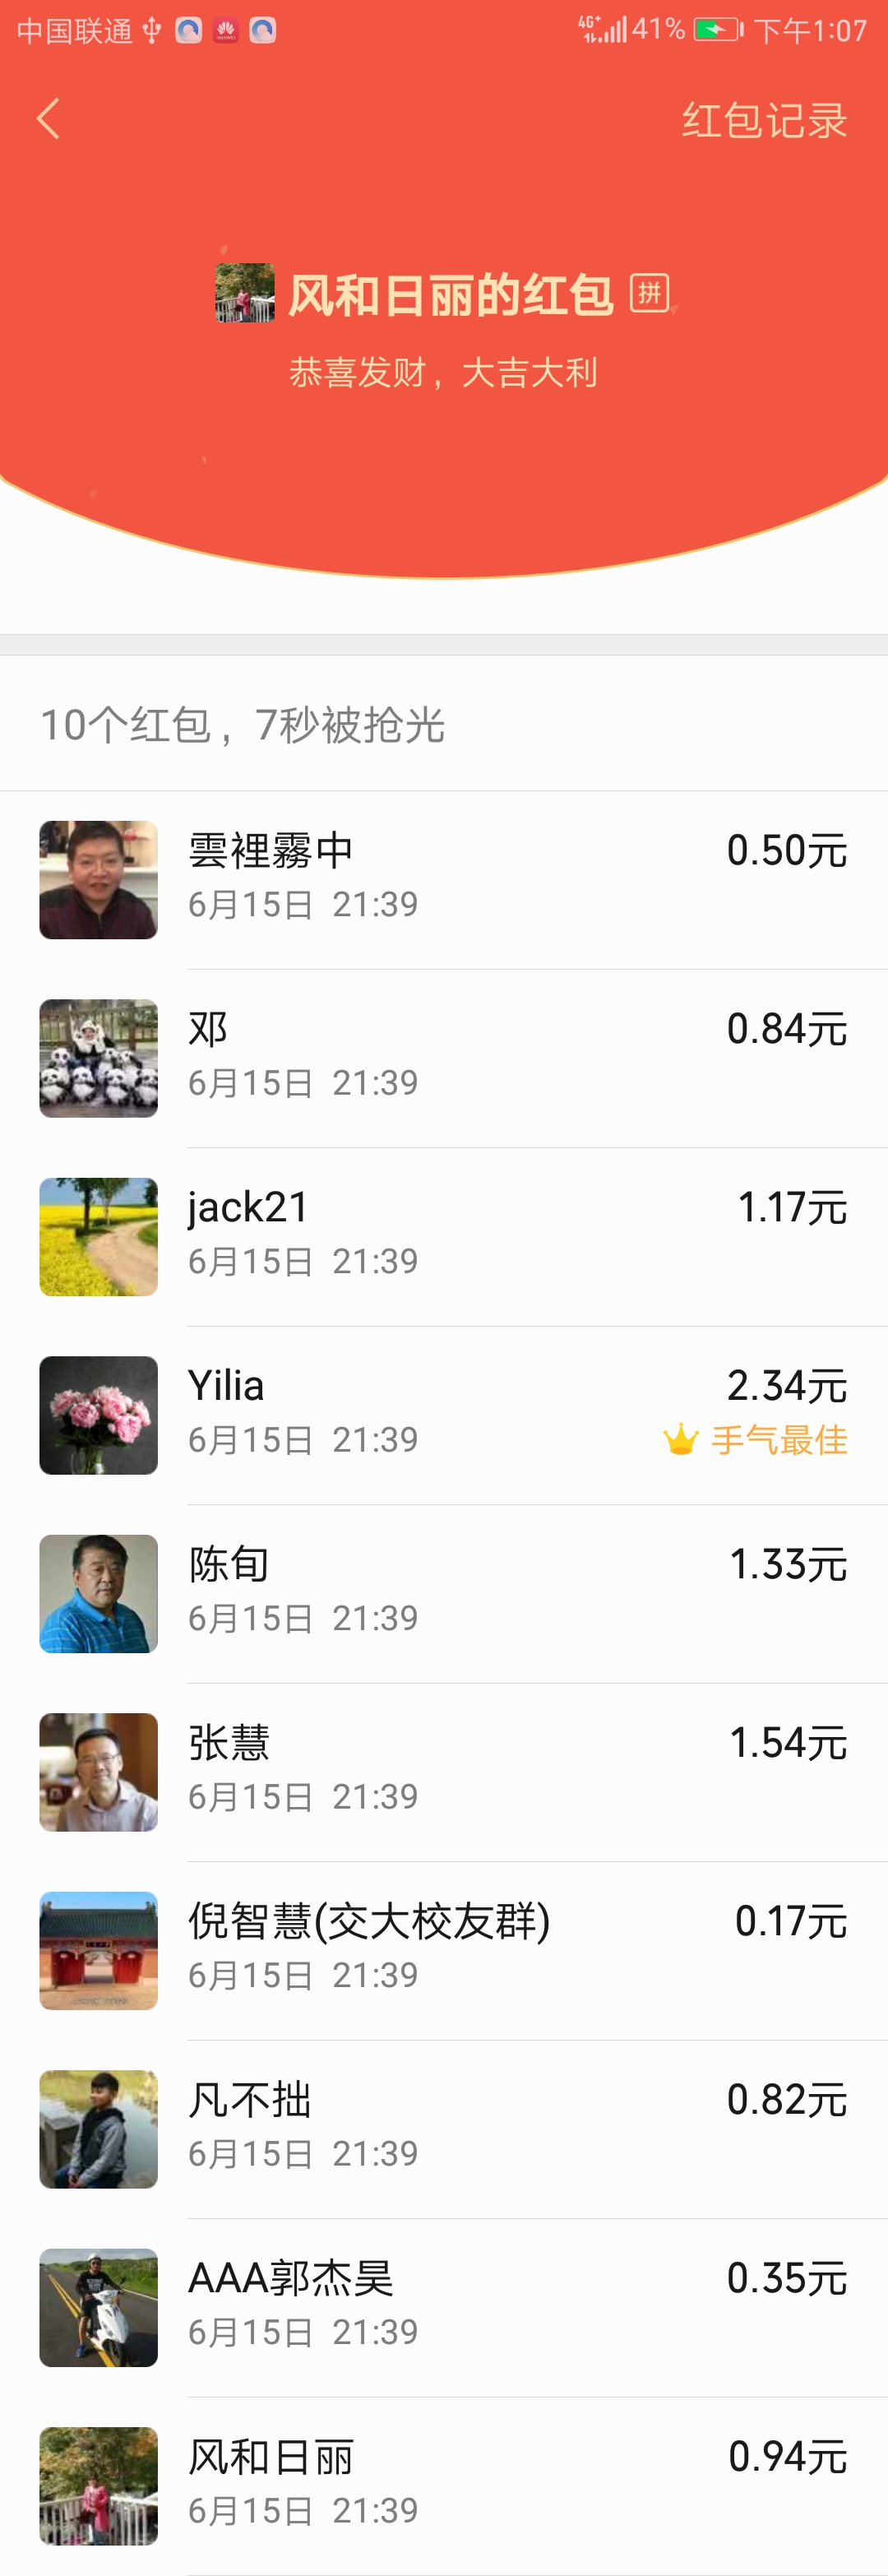 中国联通 4G+ 41% 下午1:07
红包记录
风和日丽的红包 拼
恭喜发财，大吉大利
10个红包，7秒被抢光
雲裡霧中 0.50元
6月15日 21:39
邓 0.84元
6月15日 21:39
jack21 1.17元
6月15日 21:39
Yilia 2.34元
6月15日 21:39 手气最佳
陈旬 1.33元
6月15日 21:39
张慧 1.54元
6月15日 21:39
倪智慧(交大校友群) 0.17元
6月15日 21:39
凡不拙 0.82元
6月15日 21:39
AAA郭杰昊 0.35元
6月15日 21:39
风和日丽 0.94元
6月15日 21:39